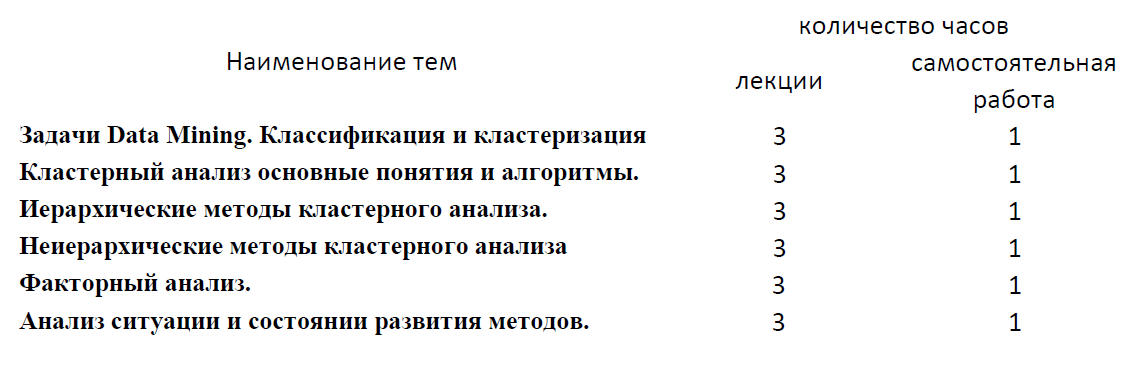 количество часов
Наименование тем
лекции
самостоятельная
работа
Задачи Data Mining. Классификация и кластеризация 3 1
Кластерный анализ основные понятия и алгоритмы. 3 1
Иерархические методы кластерного анализа. 3 1
Неиерархические методы кластерного анализа 3 1
Факторный анализ. 3 1
Анализ ситуации и состоянии развития методов. 3 1